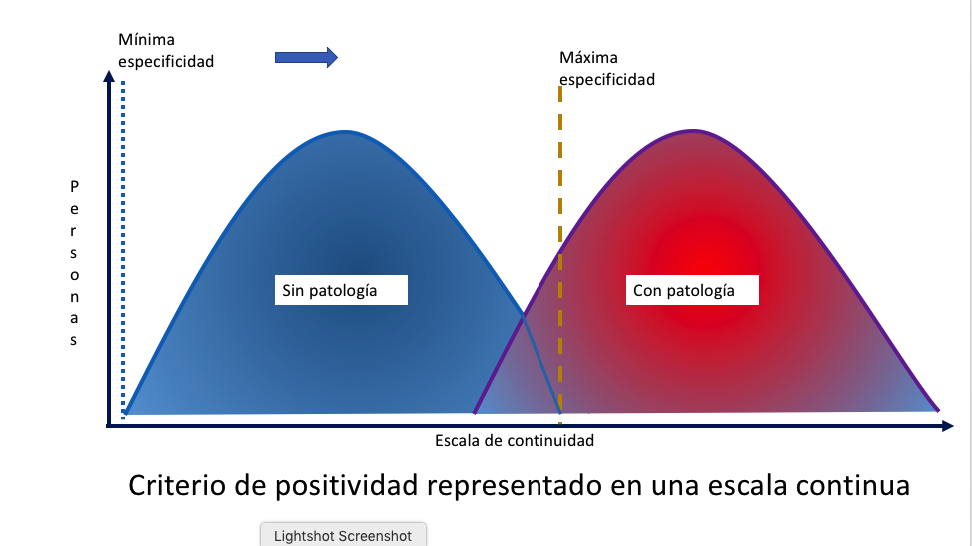 Mínima
especificidad
Máxima
especificidad
Personas
Sin patología
Con patología
Escala de continuidad
Criterio de positividad representado en una escala continua
Lightshot Screenshot